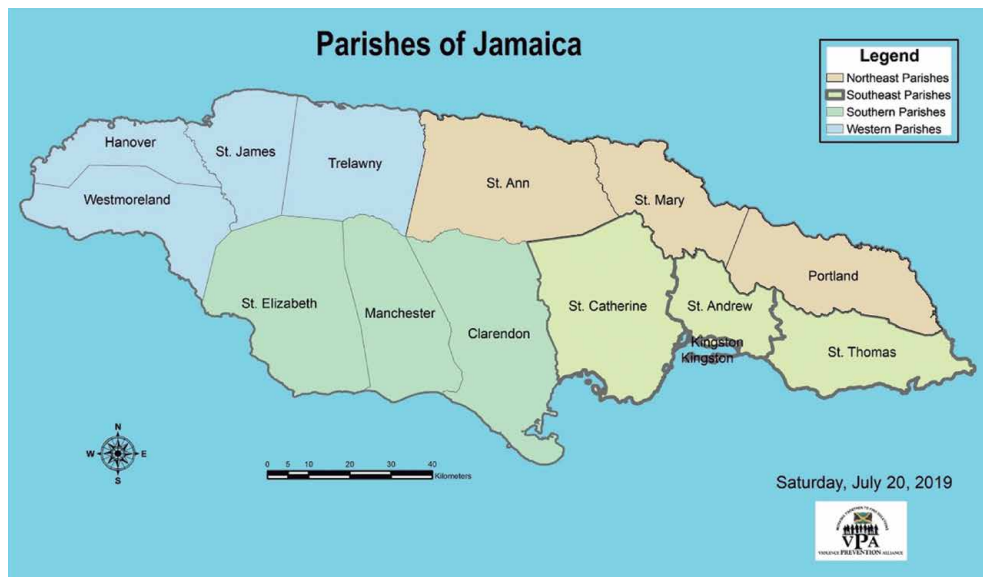 Parishes of Jamaica
Legend
Northeast Parishes
Southeast Parishes
Southern Parishes
Western Parishes
Hanover
St. James
Trelawny
Westmoreland
St. Ann
St. Mary
Portland
St. Elizabeth
Manchester
Clarendon
St. Catherine
St. Andrew
Kingston
Kingston
St. Thomas
N
W E
S
0 5 10 20 30 40
Kilometers
Saturday, July 20, 2019
VPA
VIOLENCE PREVENTION ALLIANCE